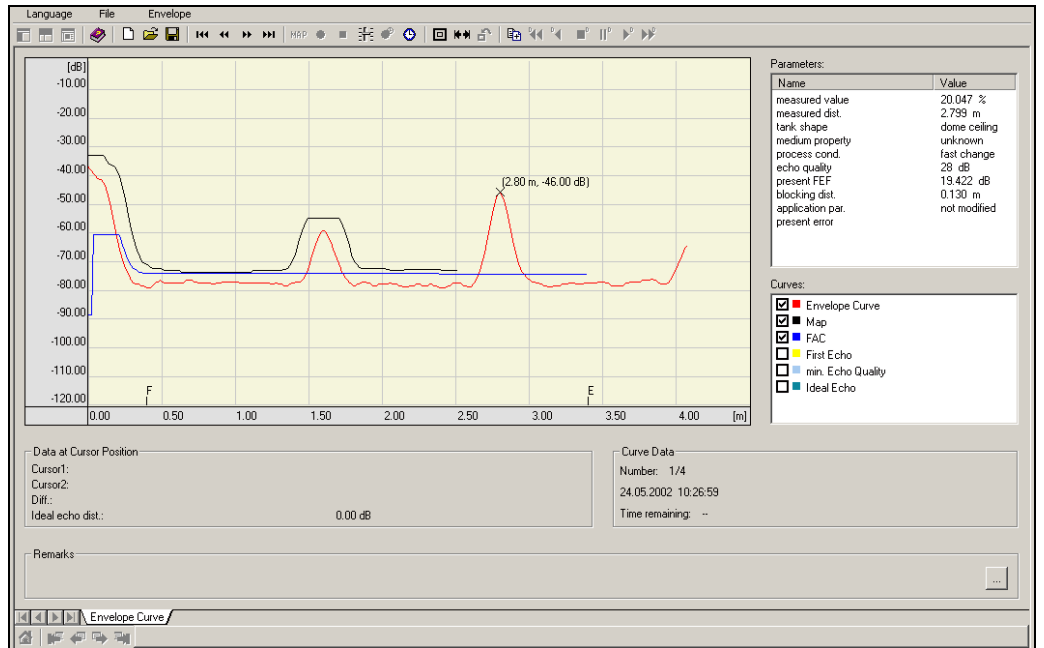 Language File Envelope
MAP
[dB]
-10.00
-20.00
-30.00
-40.00
-50.00
-60.00
-70.00
-80.00
-90.00
-100.00
-110.00
-120.00
(2.80 m, -46.00 dB)
F
E
0.00 0.50 1.00 1.50 2.00 2.50 3.00 3.50 4.00 [m]
Parameters:
Name Value
measured value 20.047 %
measured dist. 2.799 m
tank shape dome ceiling
medium property unknown
process cond. fast change
echo quality 28 dB
present FEF 19.422 dB
blocking dist. 0.130 m
application par. not modified
present error
Curves:
Envelope Curve
Map
FAC
First Echo
min. Echo Quality
Ideal Echo
Data at Cursor Position
Cursor1:
Cursor2:
Diff.:
Ideal echo dist.: 0.00 dB
Curve Data
Number: 1/4
24.05.2002 10:26:59
Time remaining: --
Remarks
...
Envelope Curve